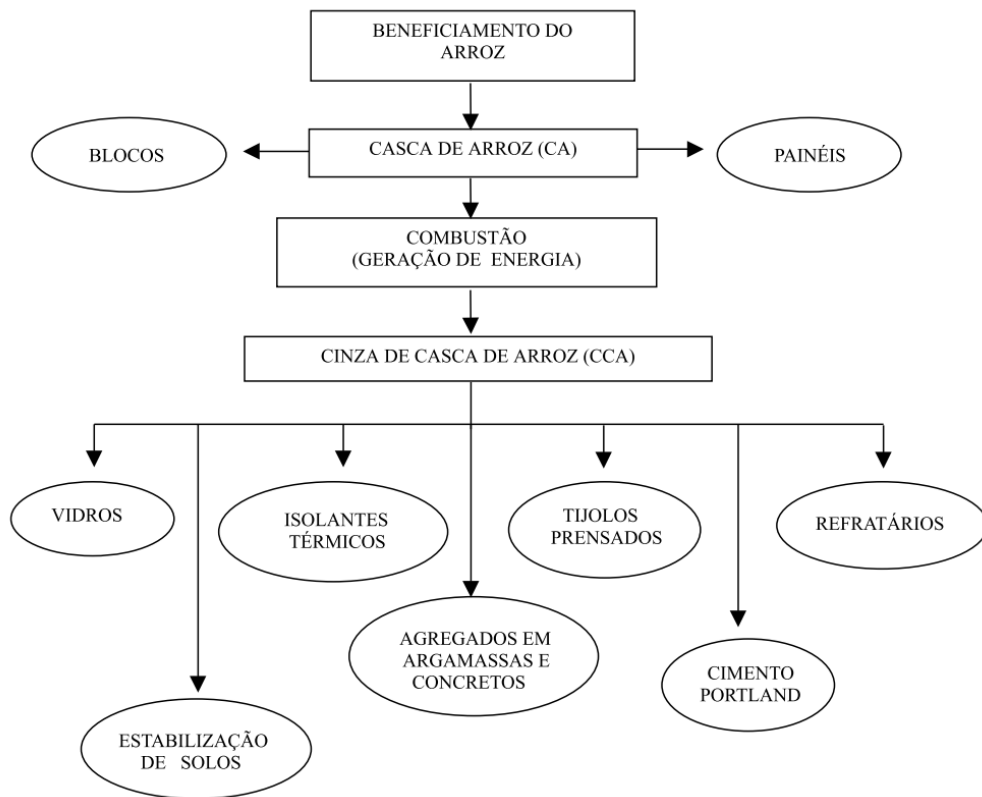 BENEFICIAMENTO DO
ARROZ
BLOCOS
CASCA DE ARROZ (CA)
PAINÉIS
COMBUSTÃO
(GERAÇÃO DE ENERGIA)
CINZA DE CASCA DE ARROZ (CCA)
VIDROS
ISOLANTES
TÉRMICOS
TIJOLOS
PRENSADOS
REFRATÁRIOS
AGREGADOS EM
ARGAMASSAS E
CONCRETOS
CIMENTO
PORTLAND
ESTABILIZAÇÃO
DE SOLOS